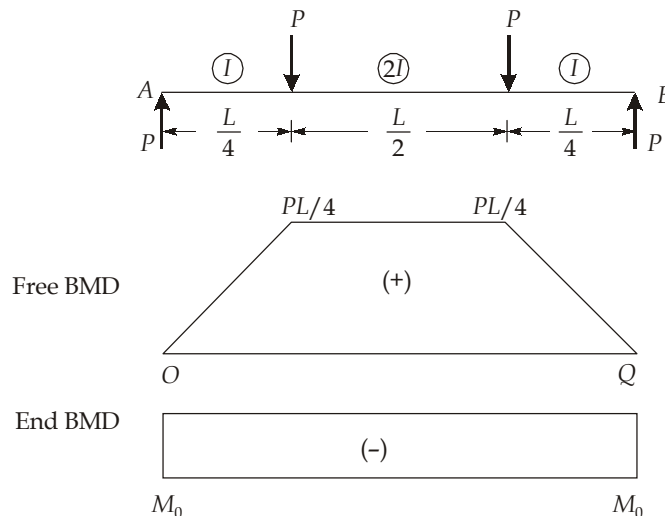 P P
I 2I I
A B
P L/4 L/2 L/4 P
PL/4 PL/4
Free BMD (+)
O Q
End BMD (–)
M₀ M₀